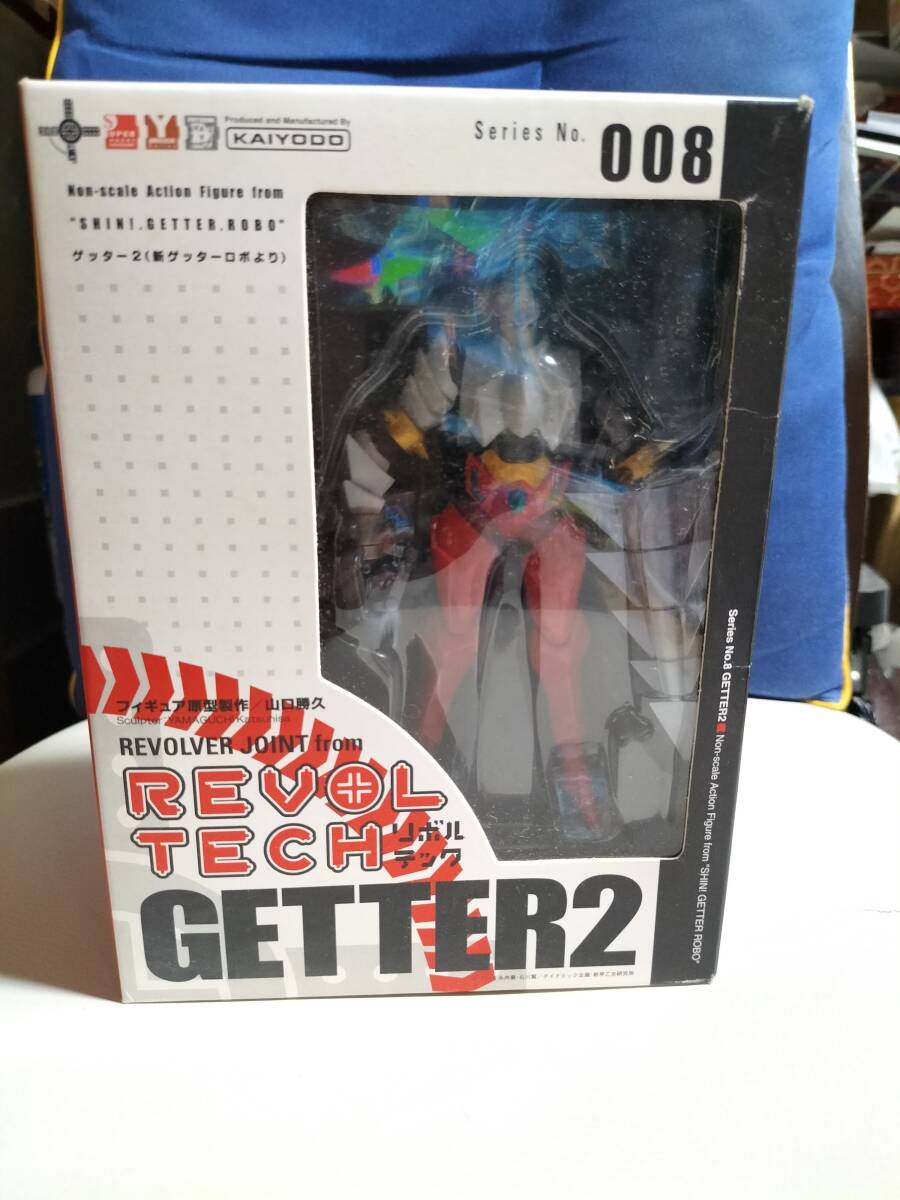 Produced and Manufactured By
KAIYODO
Series No. 008
Non-scale Action Figure from
"SHIN!.GETTER.ROBO"
ゲッター2(新ゲッターロボより)
フィギュア原型製作/山口勝久
Sculpter YAMAGUCHI Katsuhisa
REVOLVER JOINT from
REVOL
TECH リボル
テック
GETTER2
Series No.8 GETTER2 Non-scale Action Figure from "SHIN! GETTER ROBO"